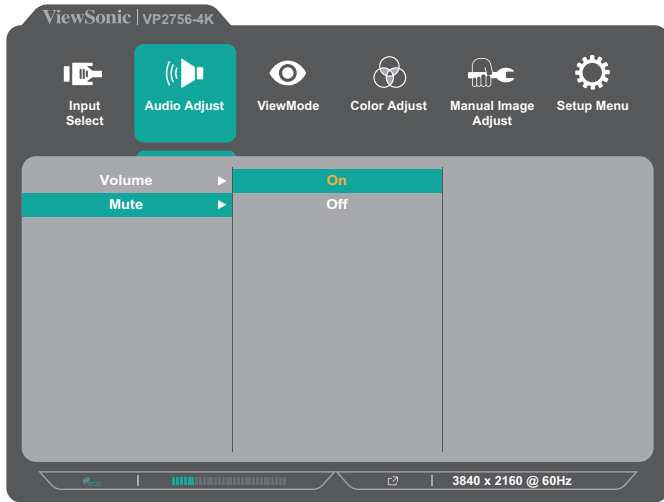 ViewSonic | VP2756-4K
Input
Select
Audio Adjust
ViewMode
Color Adjust
Manual Image
Adjust
Setup Menu
Volume
On
Mute
Off
eco
3840 x 2160 @ 60Hz